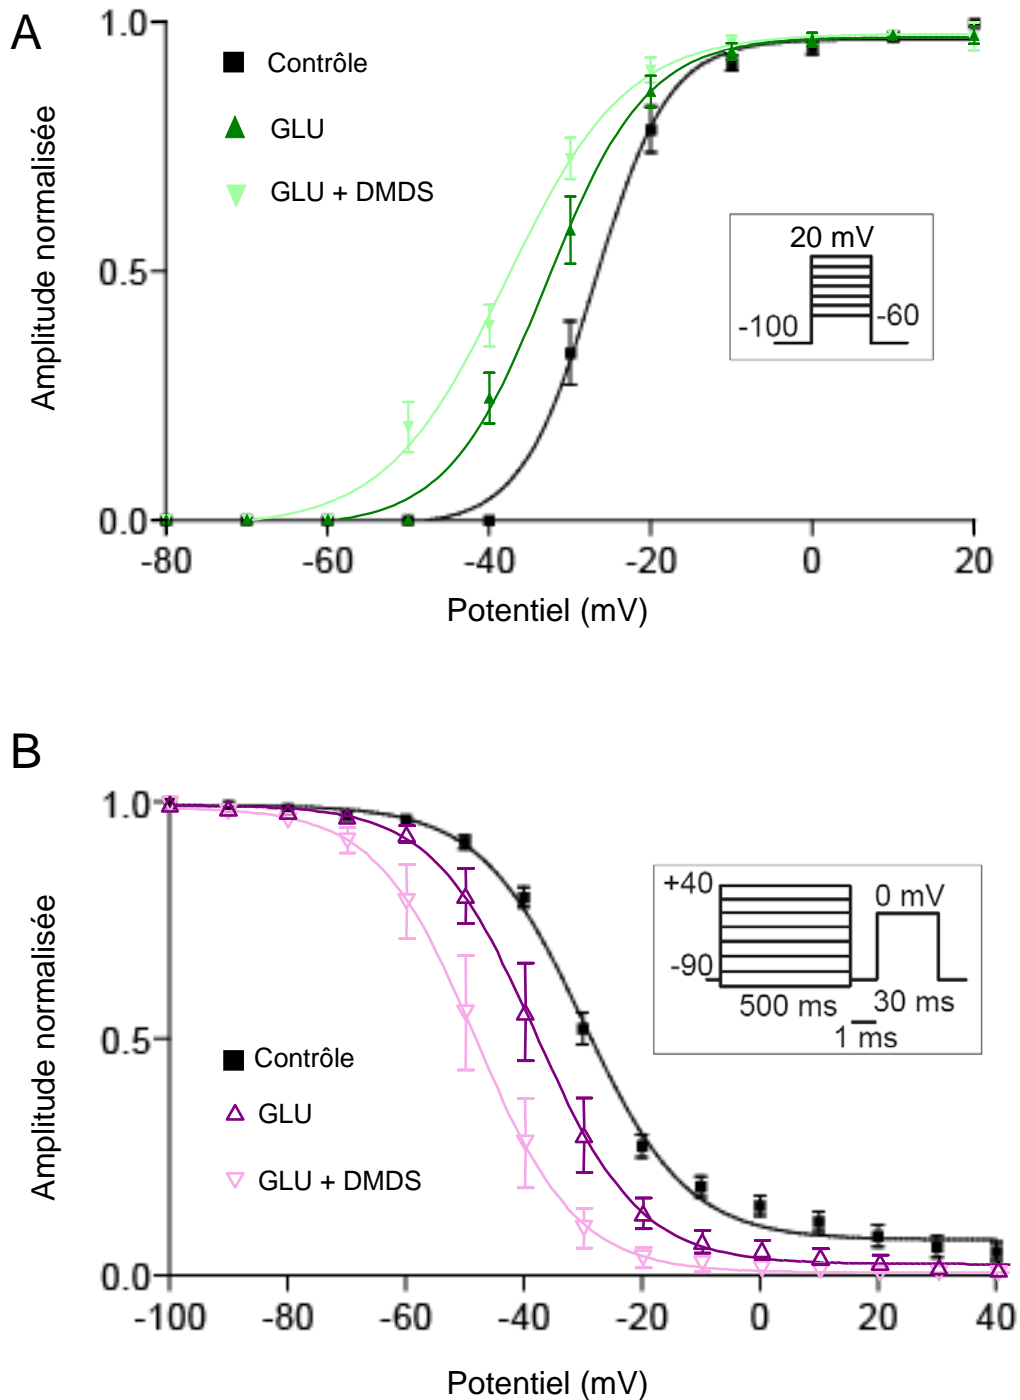 A
1.0
0.5
0.0
Amplitude normalisée
Contrôle
GLU
GLU + DMDS
20 mV
-100
-60
-80 -60 -40 -20 0 20
Potentiel (mV)
B
1.0
0.5
0.0
Amplitude normalisée
+40
0 mV
-90
500 ms
30 ms
1 ms
Contrôle
GLU
GLU + DMDS
-100 -80 -60 -40 -20 0 20 40
Potentiel (mV)